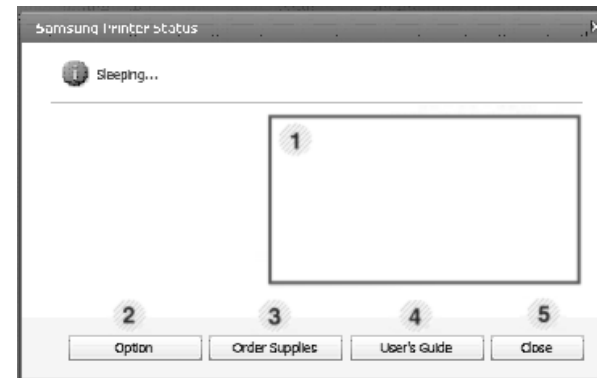 Samsung Printer Status
Sleeping...
1
2 3 4 5
Option Order Supplies User's Guide Close